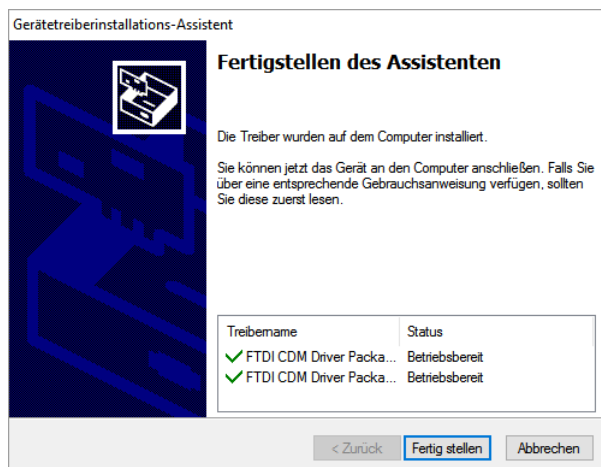 Gerätetreiberinstallations-Assistent
Fertigstellen des Assistenten
Die Treiber wurden auf dem Computer installiert.
Sie können jetzt das Gerät an den Computer anschließen. Falls Sie
über eine entsprechende Gebrauchsanweisung verfügen, sollten
Sie diese zuerst lesen.
Treibername Status
FTDI CDM Driver Packa... Betriebsbereit
FTDI CDM Driver Packa... Betriebsbereit
< Zurück Fertig stellen Abbrechen